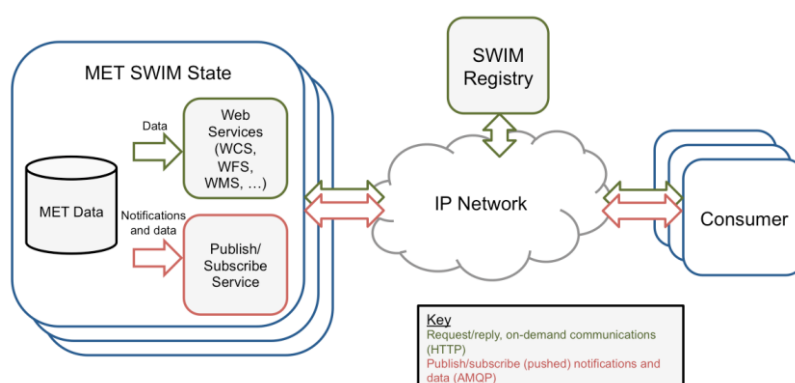 MET SWIM State
Data
Web
Services
(WCS,
WFS,
WMS, …)
MET Data
Notifications
and data
Publish/
Subscribe
Service
SWIM
Registry
IP Network
Consumer
Key
Request/reply, on-demand communications
(HTTP)
Publish/subscribe (pushed) notifications and
data (AMQP)